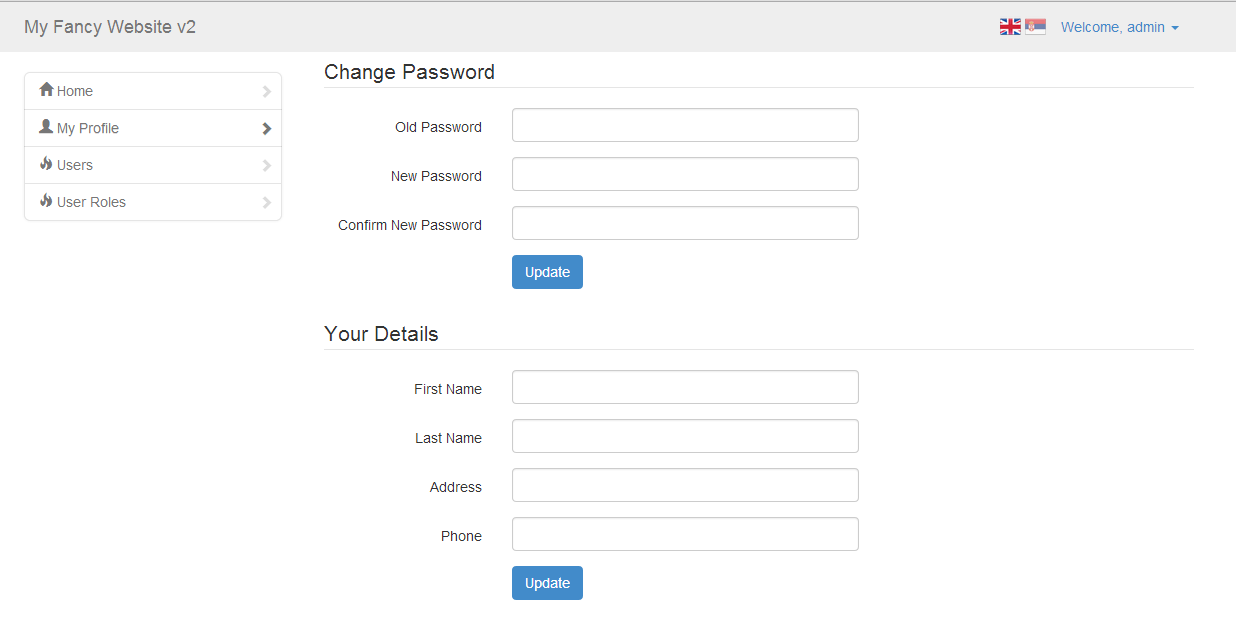 My Fancy Website v2
Welcome, admin
Home
My Profile
Users
User Roles
Change Password
Old Password
New Password
Confirm New Password
Update
Your Details
First Name
Last Name
Address
Phone
Update